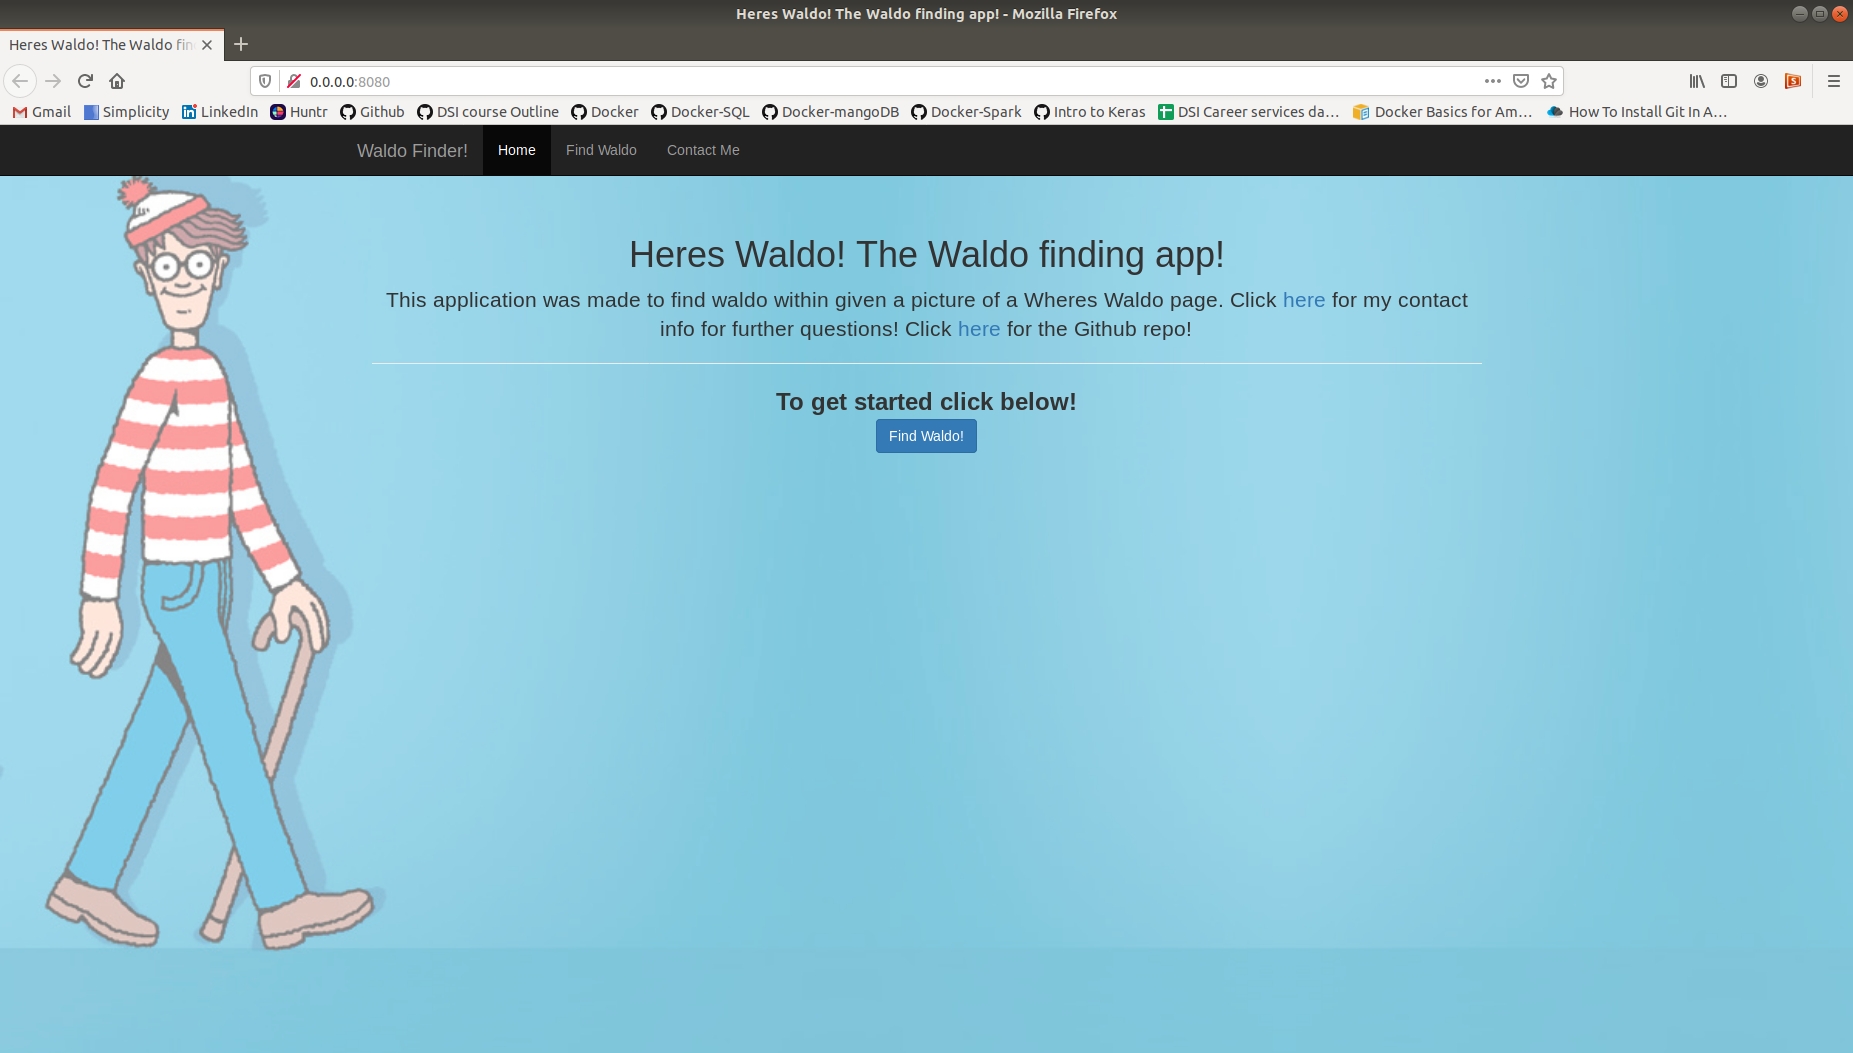 Heres Waldo! The Waldo finding app! - Mozilla Firefox
Heres Waldo! The Waldo fin
0.0.0.0:8080
Gmail Simplicity LinkedIn Huntr Github DSI course Outline Docker Docker-SQL Docker-mangoDB Docker-Spark Intro to Keras DSI Career services da… Docker Basics for Am… How To Install Git In A…
Waldo Finder! Home Find Waldo Contact Me
Heres Waldo! The Waldo finding app!
This application was made to find waldo within given a picture of a Wheres Waldo page. Click here for my contact
info for further questions! Click here for the Github repo!
To get started click below!
Find Waldo!